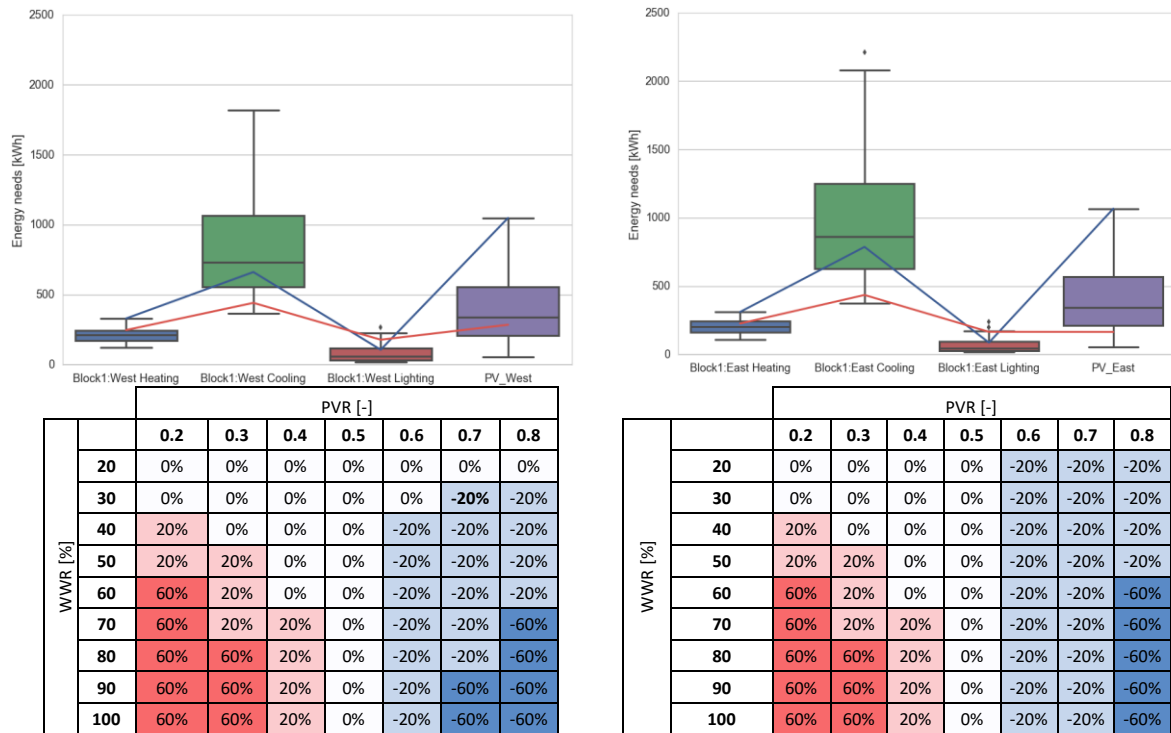 2500
2000
1500
1000
500
0
Energy needs [kWh]
Block1:West Heating Block1:West Cooling Block1:West Lighting PV_West
2500
2000
1500
1000
500
0
Energy needs [kWh]
Block1:East Heating Block1:East Cooling Block1:East Lighting PV_East
PVR [-]
0.2 0.3 0.4 0.5 0.6 0.7 0.8
WWR [%]
20 0% 0% 0% 0% 0% 0% 0%
30 0% 0% 0% 0% 0% -20% -20%
40 20% 0% 0% 0% -20% -20% -20%
50 20% 20% 0% 0% -20% -20% -20%
60 60% 20% 0% 0% -20% -20% -20%
70 60% 20% 20% 0% -20% -20% -60%
80 60% 60% 20% 0% -20% -20% -60%
90 60% 60% 20% 0% -20% -60% -60%
100 60% 60% 20% 0% -20% -60% -60%
PVR [-]
0.2 0.3 0.4 0.5 0.6 0.7 0.8
WWR [%]
20 0% 0% 0% 0% -20% -20% -20%
30 0% 0% 0% 0% -20% -20% -20%
40 20% 0% 0% 0% -20% -20% -20%
50 20% 20% 0% 0% -20% -20% -20%
60 60% 20% 0% 0% -20% -20% -60%
70 60% 20% 20% 0% -20% -20% -60%
80 60% 60% 20% 0% -20% -20% -60%
90 60% 60% 20% 0% -20% -20% -60%
100 60% 60% 20% 0% -20% -20% -60%